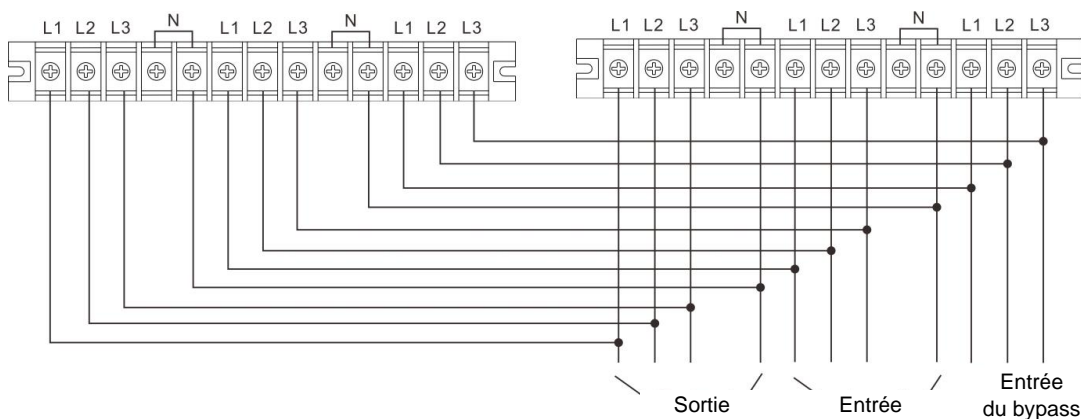 L1 L2 L3 N L1 L2 L3 N L1 L2 L3
L1 L2 L3 N L1 L2 L3 N L1 L2 L3
Sortie
Entrée
Entrée
du bypass